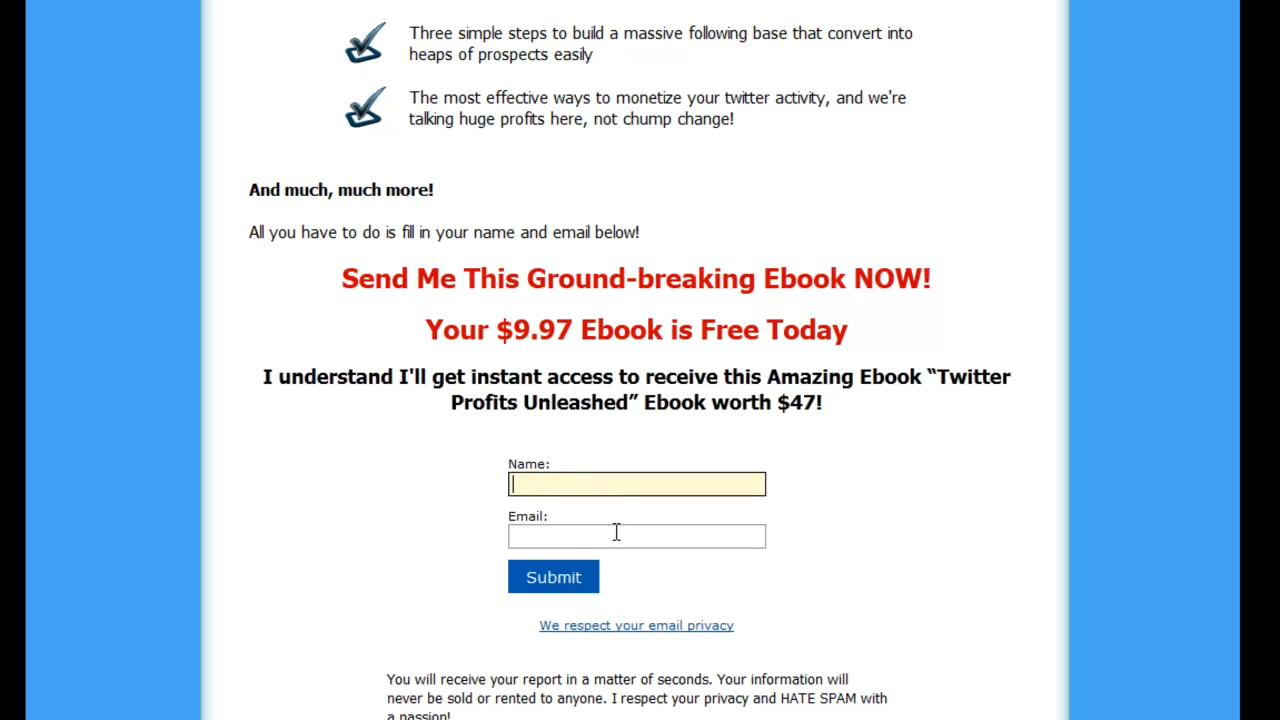 Three simple steps to build a massive following base that convert into
heaps of prospects easily
The most effective ways to monetize your twitter activity, and we're
talking huge profits here, not chump change!
And much, much more!
All you have to do is fill in your name and email below!
Send Me This Ground-breaking Ebook NOW!
Your $9.97 Ebook is Free Today
I understand I'll get instant access to receive this Amazing Ebook “Twitter
Profits Unleashed” Ebook worth $47!
Name:
Email:
Submit
We respect your email privacy
You will receive your report in a matter of seconds. Your information will
never be sold or rented to anyone. I respect your privacy and HATE SPAM with
a passion!